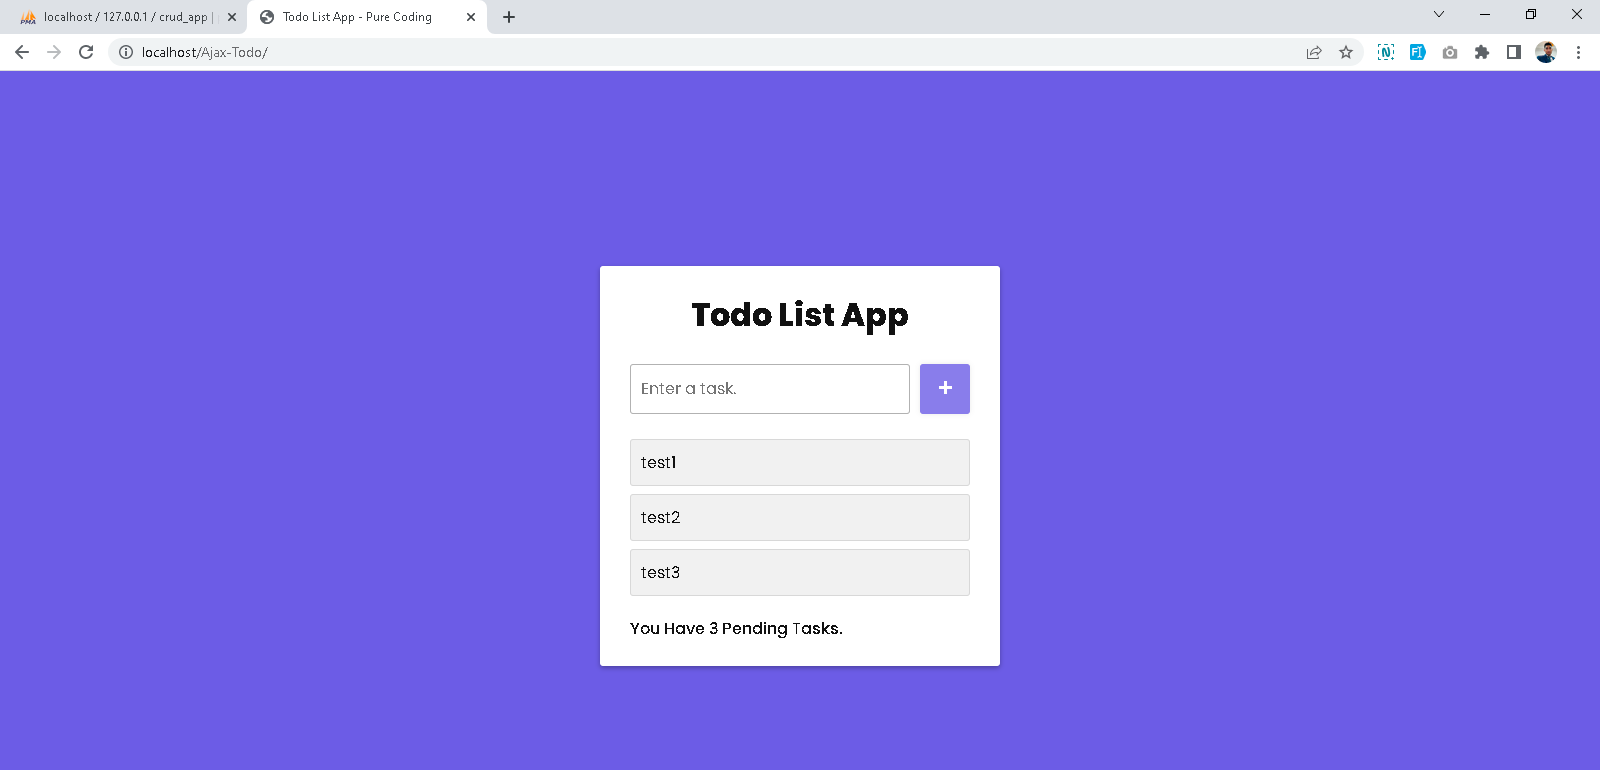 PMA
localhost / 127.0.0.1 / crud_app |
Todo List App - Pure Coding
localhost/Ajax-Todo/
Todo List App
Enter a task.
+
test1
test2
test3
You Have 3 Pending Tasks.